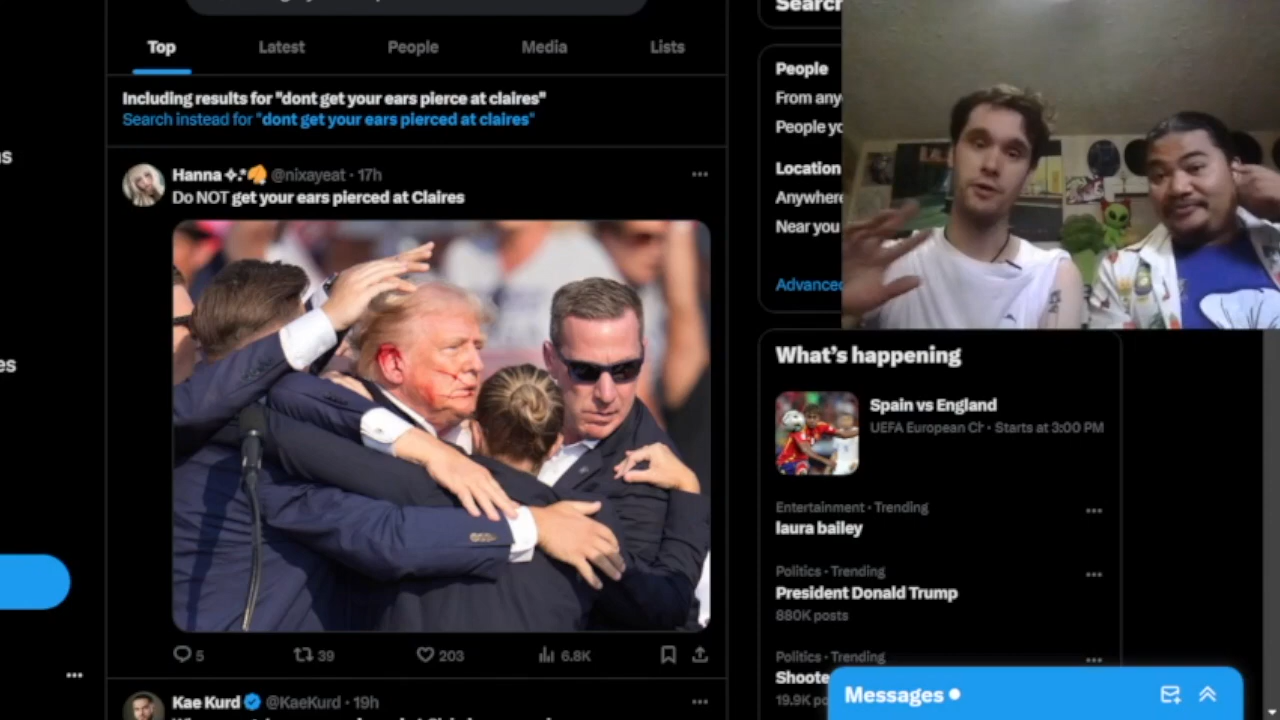 Top
Latest
People
Media
Lists
Including results for "dont get your ears pierce at claires"
Search instead for "dont get your ears pierced at claires"
Hanna @nixayeat · 17h
Do NOT get your ears pierced at Claires
5
39
203
6.8K
Kae Kurd @KaeKurd · 19h
Search
People
From any
People yo
Location
Anywhere
Near you
Advanced
What's happening
Spain vs England
UEFA European Ch · Starts at 3:00 PM
Entertainment · Trending
laura bailey
Politics · Trending
President Donald Trump
880K posts
Politics · Trending
Shoote
19.9K po
Messages